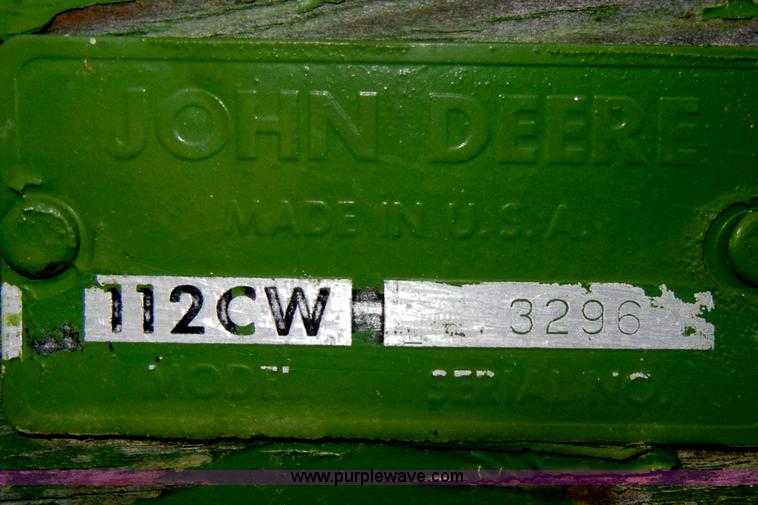 JOHN DEERE
MADE IN U.S.A.
112CW 3296
MODEL SERIAL NO.
www.purplewave.com